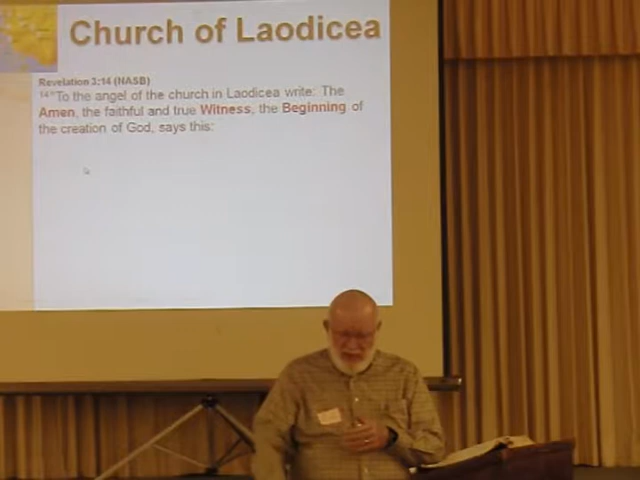 Church of Laodicea
Revelation 3:14 (NASB)
14 "To the angel of the church in Laodicea write: The
Amen, the faithful and true Witness, the Beginning of
the creation of God, says this: